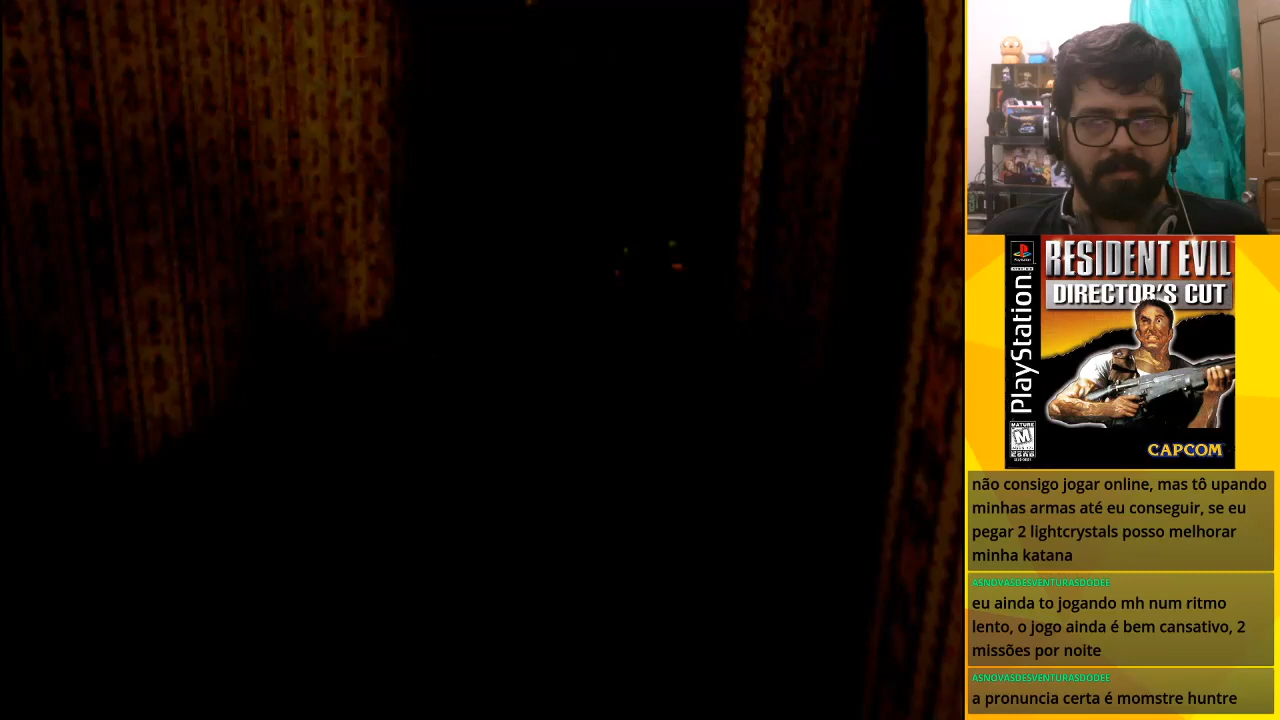 RESIDENT EVIL
DIRECTOR'S CUT
PlayStation
MATURE
M
CAPCOM
não consigo jogar online, mas tô upando
minhas armas até eu conseguir, se eu
pegar 2 lightcrystals posso melhorar
minha katana
ASNOVASDESVENTURASDODEE
eu ainda to jogando mh num ritmo
lento, o jogo ainda é bem cansativo, 2
missões por noite
ASNOVASDESVENTURASDODEE
a pronuncia certa é momstre huntre